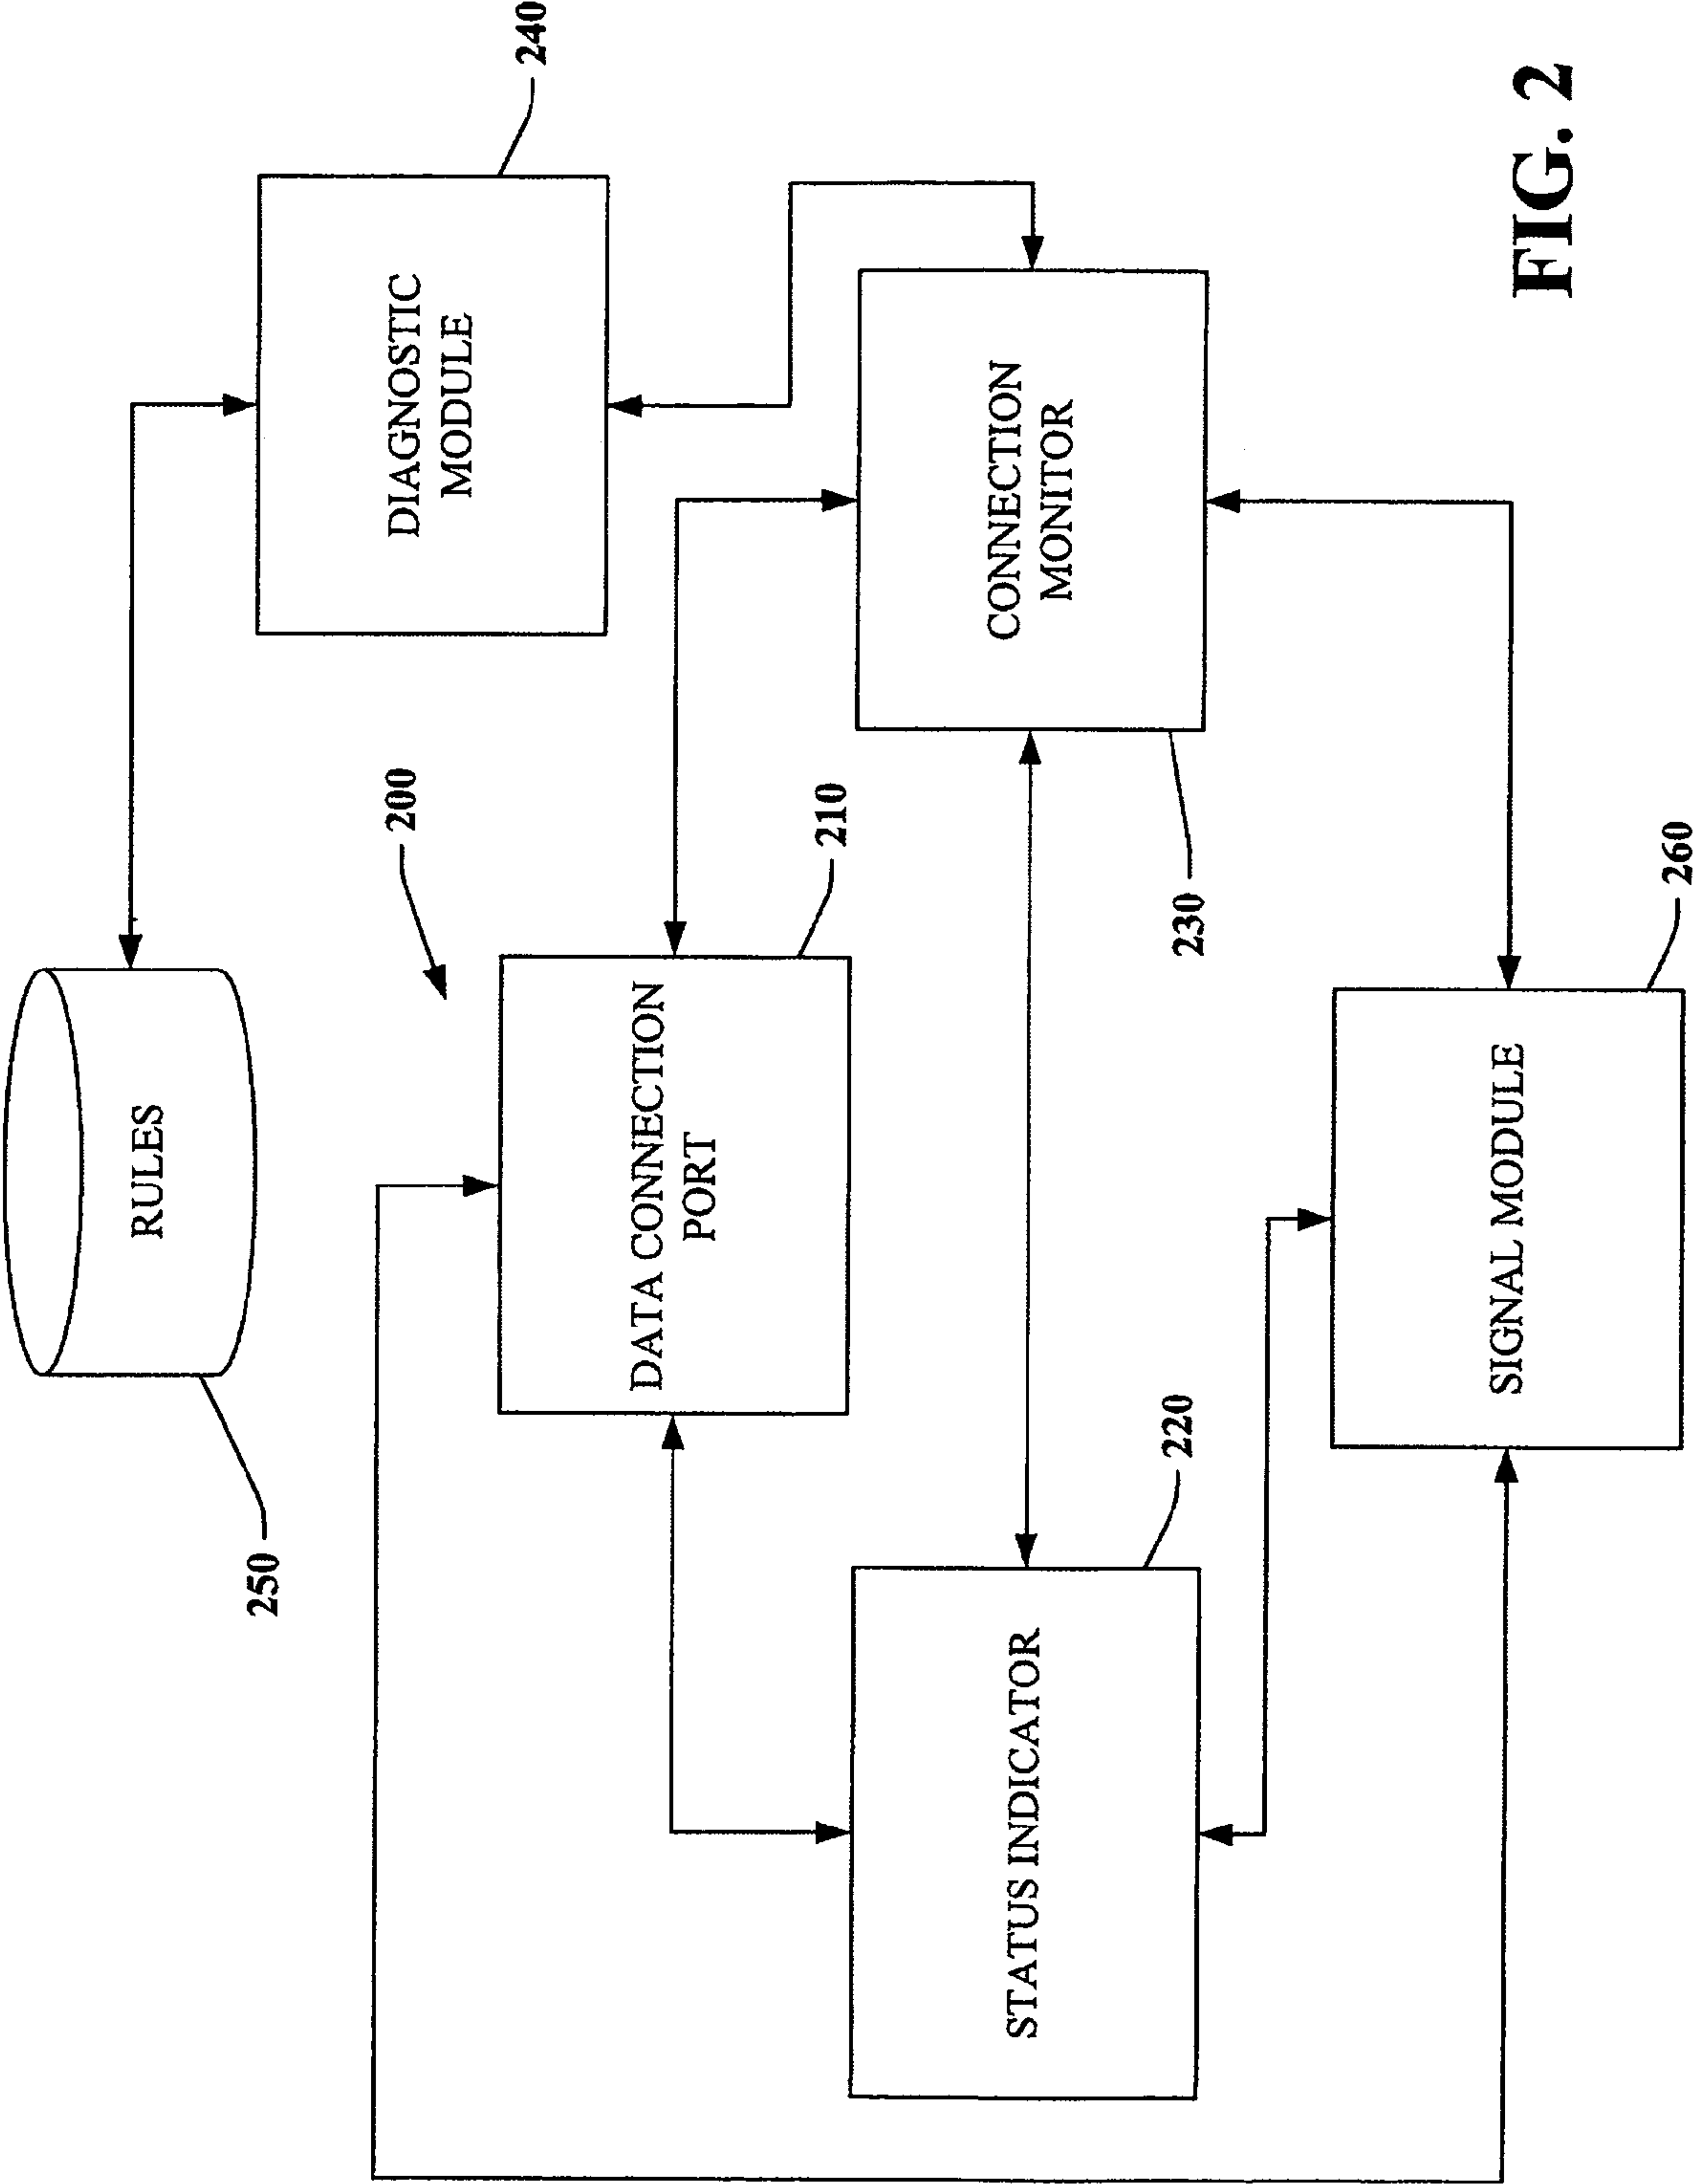 RULES
250
200
DIAGNOSTIC
MODULE
240
DATA CONNECTION
PORT
210
STATUS INDICATOR
220
CONNECTION
MONITOR
230
SIGNAL MODULE
260
FIG. 2